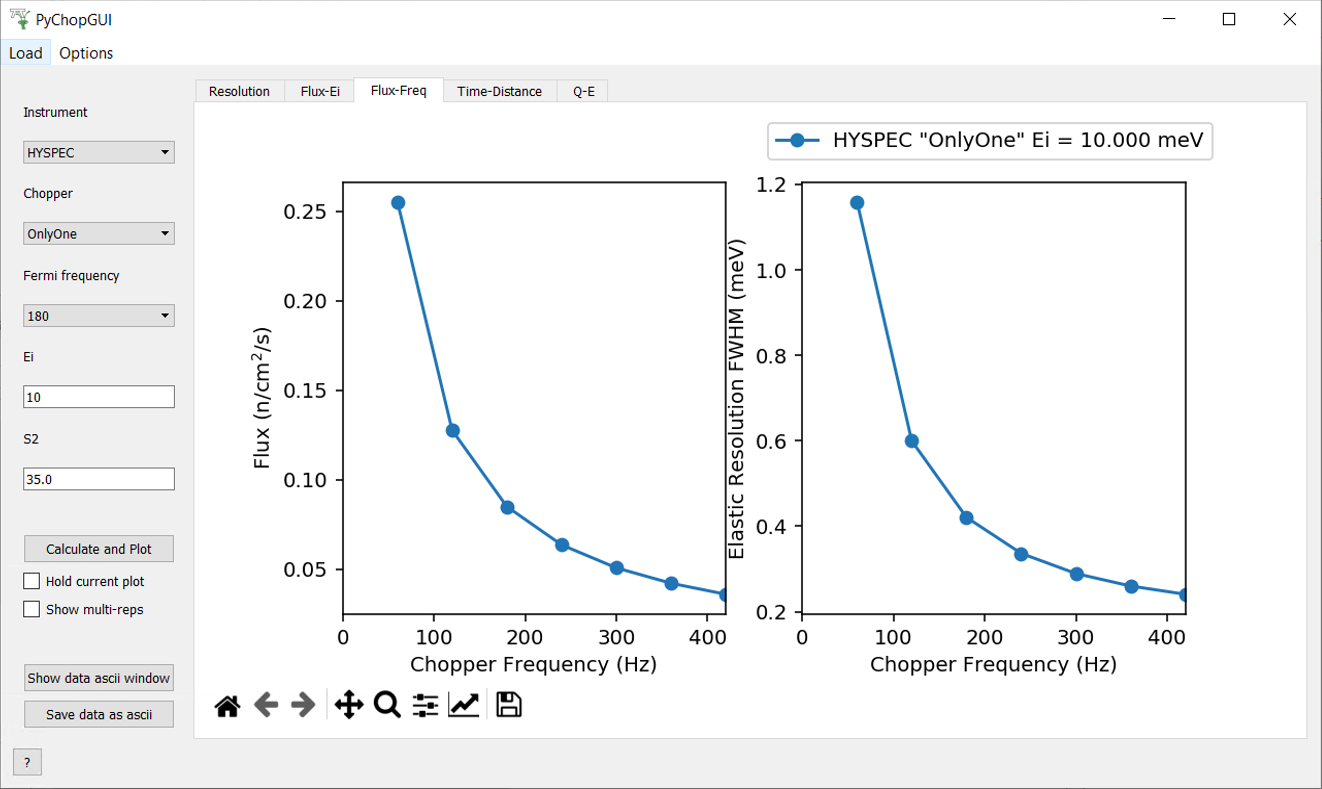 PyChopGUI
Load Options
Resolution Flux-Ei Flux-Freq Time-Distance Q-E
Instrument
HYSPEC
Chopper
OnlyOne
Fermi frequency
180
Ei
10
S2
35.0
Calculate and Plot
Hold current plot
Show multi-reps
Show data ascii window
Save data as ascii
?
HYSPEC "OnlyOne" Ei = 10.000 meV
Flux (n/cm²/s)
0.25
0.20
0.15
0.10
0.05
0 100 200 300 400
Chopper Frequency (Hz)
Elastic Resolution FWHM (meV)
1.2
1.0
0.8
0.6
0.4
0.2
0 100 200 300 400
Chopper Frequency (Hz)